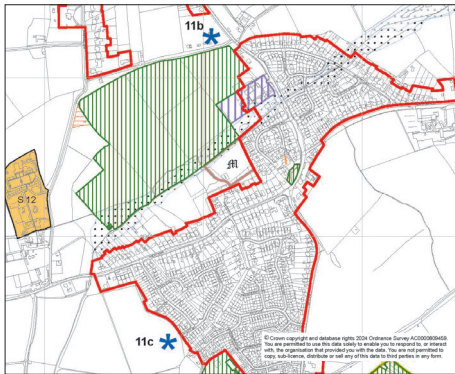 11b
S 12
M
11c
© Crown copyright and database rights 2024 Ordnance Survey AC0000809459.
You are permitted to use this data solely to enable you to respond to, or interact
with, the organisation that provided you with the data. You are not permitted to
copy, sub-licence, distribute or sell any of this data to third parties in any form.